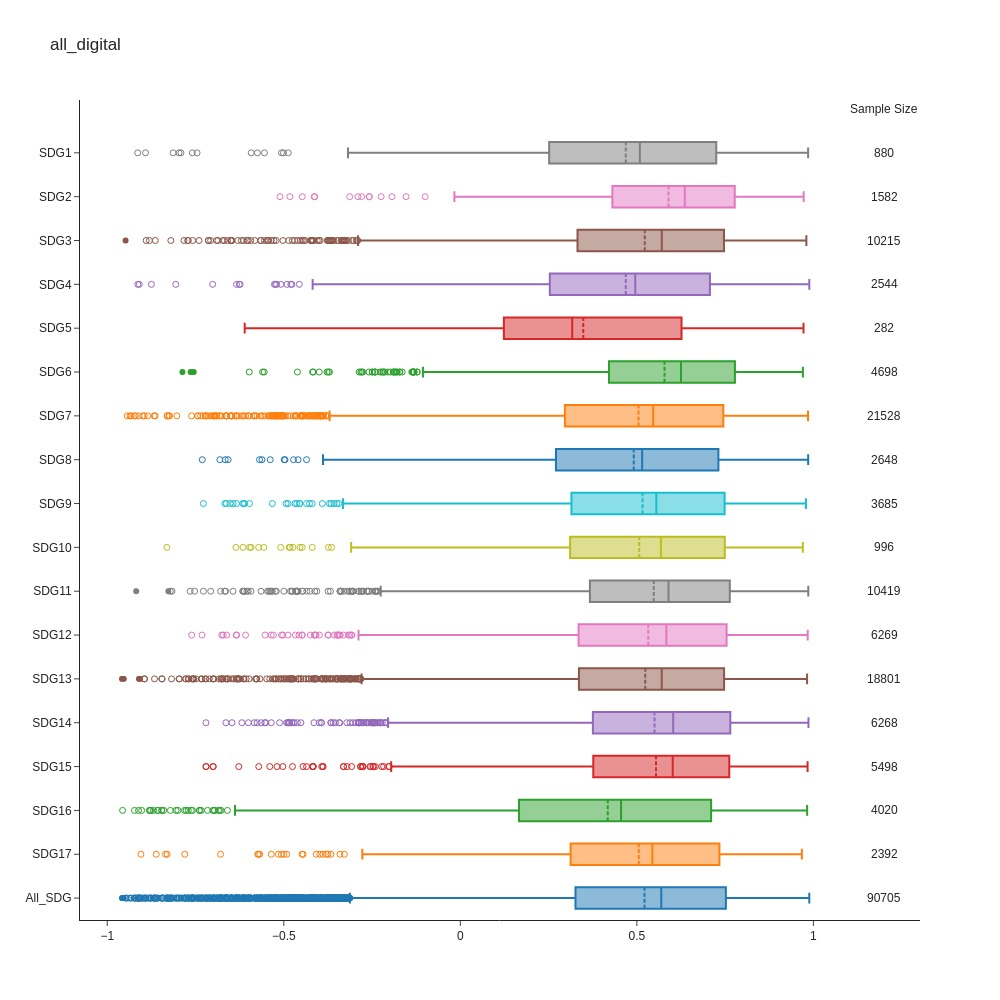 all_digital
Sample Size
SDG1 880
SDG2 1582
SDG3 10215
SDG4 2544
SDG5 282
SDG6 4698
SDG7 21528
SDG8 2648
SDG9 3685
SDG10 996
SDG11 10419
SDG12 6269
SDG13 18801
SDG14 6268
SDG15 5498
SDG16 4020
SDG17 2392
All_SDG 90705
−1 −0.5 0 0.5 1